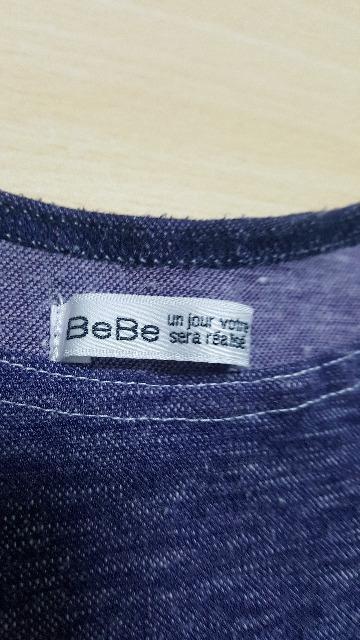 BeBe
un jour votre
sera réalisé